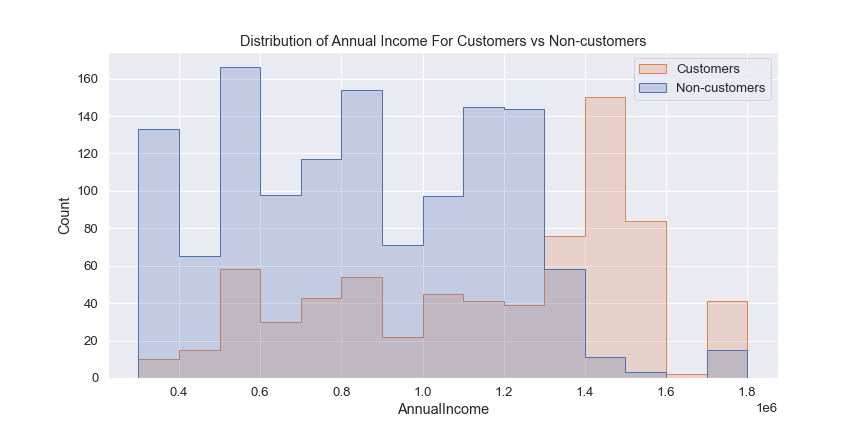 Distribution of Annual Income For Customers vs Non-customers
Customers
Non-customers
160
140
120
100
80
60
40
20
0
Count
0.4 0.6 0.8 1.0 1.2 1.4 1.6 1.8
AnnualIncome
1e6